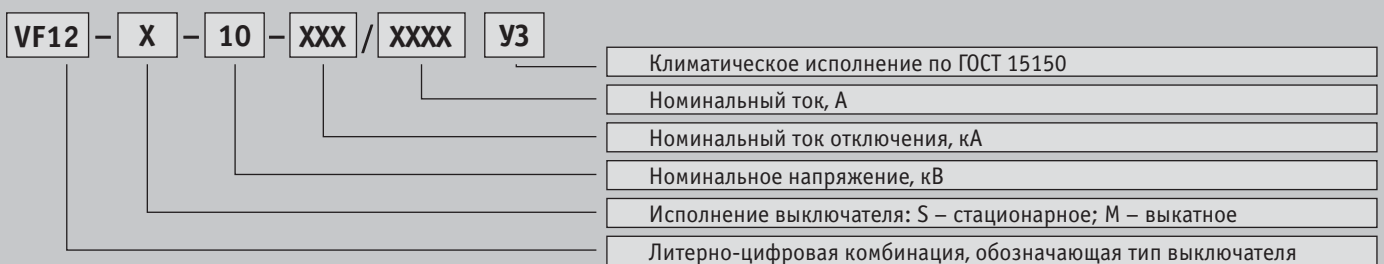 VF12 – X – 10 – XXX / XXXX У3
Климатическое исполнение по ГОСТ 15150
Номинальный ток, А
Номинальный ток отключения, кА
Номинальное напряжение, кВ
Исполнение выключателя: S – стационарное; М – выкатное
Литерно-цифровая комбинация, обозначающая тип выключателя